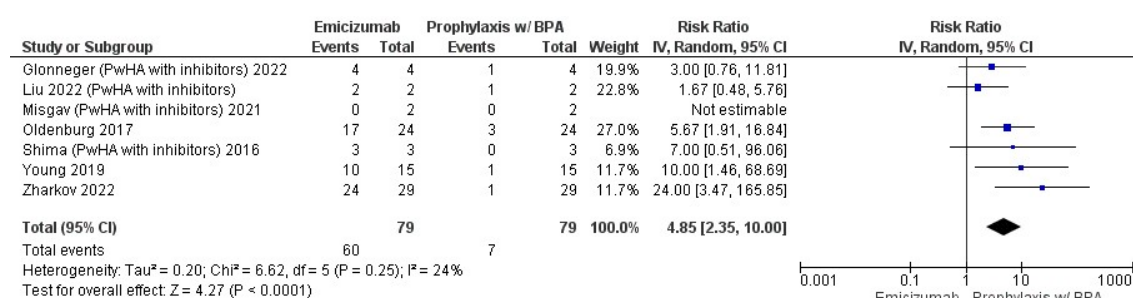 Emicizumab Prophylaxis w/ BPA Risk Ratio Risk Ratio
Study or Subgroup Events Total Events Total Weight IV, Random, 95% CI IV, Random, 95% CI
Glonneger (PwHA with inhibitors) 2022 4 4 1 4 19.9% 3.00 [0.76, 11.81]
Liu 2022 (PwHA with inhibitors) 2 2 1 2 22.8% 1.67 [0.48, 5.76]
Misgav (PwHA with inhibitors) 2021 0 2 0 2 Not estimable
Oldenburg 2017 17 24 3 24 27.0% 5.67 [1.91, 16.84]
Shima (PwHA with inhibitors) 2016 3 3 0 3 6.9% 7.00 [0.51, 96.06]
Young 2019 10 15 1 15 11.7% 10.00 [1.46, 68.69]
Zharkov 2022 24 29 1 29 11.7% 24.00 [3.47, 165.85]
Total (95% CI) 79 79 100.0% 4.85 [2.35, 10.00]
Total events 60 7
Heterogeneity: Tau² = 0.20; Chi² = 6.62, df = 5 (P = 0.25); I² = 24%
Test for overall effect: Z = 4.27 (P < 0.0001)
0.001 0.1 1 10 1000
Emicizumab Prophylaxis w/ BPA